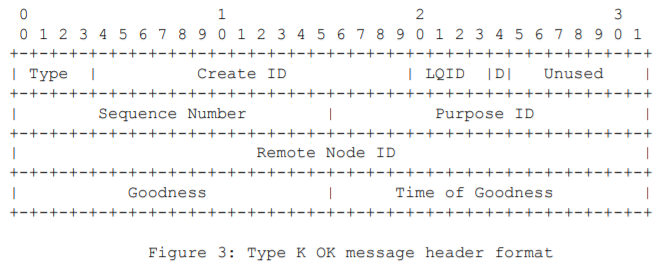 0                   1                   2                   3
 0 1 2 3 4 5 6 7 8 9 0 1 2 3 4 5 6 7 8 9 0 1 2 3 4 5 6 7 8 9 0 1
+-+-+-+-+-+-+-+-+-+-+-+-+-+-+-+-+-+-+-+-+-+-+-+-+-+-+-+-+-+-+-+-+
| Type  |          Create ID            | LQID  |D|   Unused    |
+-+-+-+-+-+-+-+-+-+-+-+-+-+-+-+-+-+-+-+-+-+-+-+-+-+-+-+-+-+-+-+-+
|        Sequence Number        |          Purpose ID           |
+-+-+-+-+-+-+-+-+-+-+-+-+-+-+-+-+-+-+-+-+-+-+-+-+-+-+-+-+-+-+-+-+
|                        Remote Node ID                         |
+-+-+-+-+-+-+-+-+-+-+-+-+-+-+-+-+-+-+-+-+-+-+-+-+-+-+-+-+-+-+-+-+
|           Goodness            |      Time of Goodness         |
+-+-+-+-+-+-+-+-+-+-+-+-+-+-+-+-+-+-+-+-+-+-+-+-+-+-+-+-+-+-+-+-+
Figure 3: Type K OK message header format